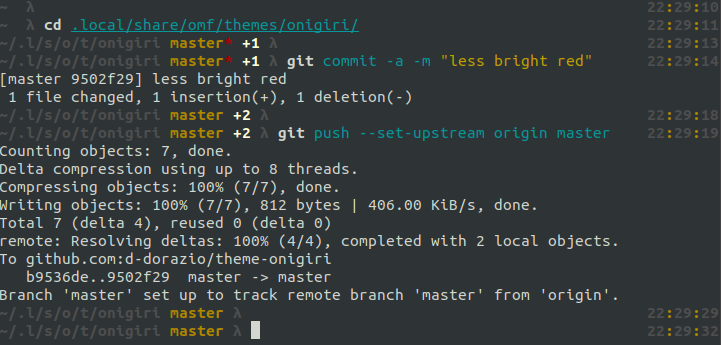 ~ λ 22:29:10
~ λ cd .local/share/omf/themes/onigiri/ 22:29:11
~/.l/s/o/t/onigiri master* +1 λ 22:29:13
~/.l/s/o/t/onigiri master* +1 λ git commit -a -m "less bright red" 22:29:14
[master 9502f29] less bright red
1 file changed, 1 insertion(+), 1 deletion(-)
~/.l/s/o/t/onigiri master +2 λ 22:29:18
~/.l/s/o/t/onigiri master +2 λ git push --set-upstream origin master 22:29:19
Counting objects: 7, done.
Delta compression using up to 8 threads.
Compressing objects: 100% (7/7), done.
Writing objects: 100% (7/7), 812 bytes | 406.00 KiB/s, done.
Total 7 (delta 4), reused 0 (delta 0)
remote: Resolving deltas: 100% (4/4), completed with 2 local objects.
To github.com:d-dorazio/theme-onigiri
b9536de..9502f29 master -> master
Branch 'master' set up to track remote branch 'master' from 'origin'.
~/.l/s/o/t/onigiri master λ 22:29:29
~/.l/s/o/t/onigiri master λ 22:29:32